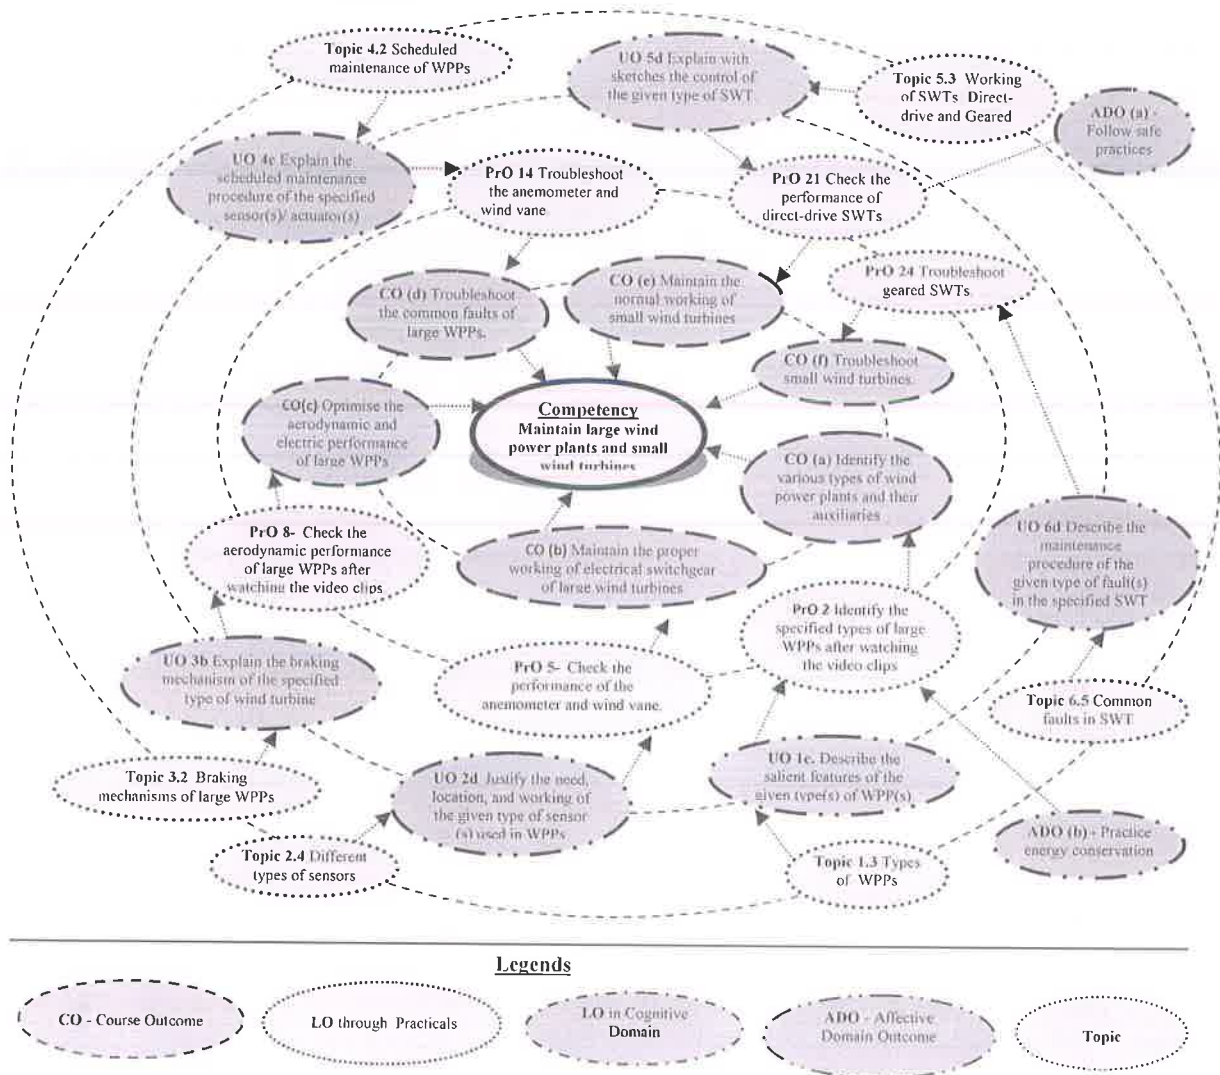 Topic 4.2 Scheduled
maintenance of WPPs
UO 5d Explain with
sketches the control of
the given type of SWT
Topic 5.3 Working
of SWTs Direct-
drive and Geared
ADO (a) -
Follow safe
practices
UO 4c Explain the
scheduled maintenance
procedure of the specified
sensor(s)/ actuator(s)
PrO 14 Troubleshoot
the anemometer and
wind vane
PrO 21 Check the
performance of
direct-drive SWTs
PrO 24 Troubleshoot
geared SWTs
CO (d) Troubleshoot
the common faults of
large WPPs.
CO (e) Maintain the
normal working of
small wind turbines
CO (f) Troubleshoot
small wind turbines.
CO(c) Optimise the
aerodynamic and
electric performance
of large WPPs
Competency
Maintain large wind
power plants and small
wind turbines
CO (a) Identify the
various types of wind
power plants and their
auxiliaries
PrO 8- Check the
aerodynamic performance
of large WPPs after
watching the video clips
CO (b) Maintain the proper
working of electrical switchgear
of large wind turbines
UO 6d Describe the
maintenance
procedure of the
given type of fault(s)
in the specified SWT
PrO 2 Identify the
specified types of large
WPPs after watching
the video clips
UO 3b Explain the braking
mechanism of the specified
type of wind turbine
PrO 5- Check the
performance of the
anemometer and wind vane.
Topic 6.5 Common
faults in SWT
Topic 3.2 Braking
mechanisms of large WPPs
UO 2d Justify the need,
location, and working of
the given type of sensor
(s) used in WPPs
UO 1c. Describe the
salient features of the
given type(s) of WPP(s)
ADO (b) - Practice
energy conservation
Topic 2.4 Different
types of sensors
Topic 1.3 Types
of WPPs
Legends
CO - Course Outcome
LO through Practicals
LO in Cognitive
Domain
ADO - Affective
Domain Outcome
Topic